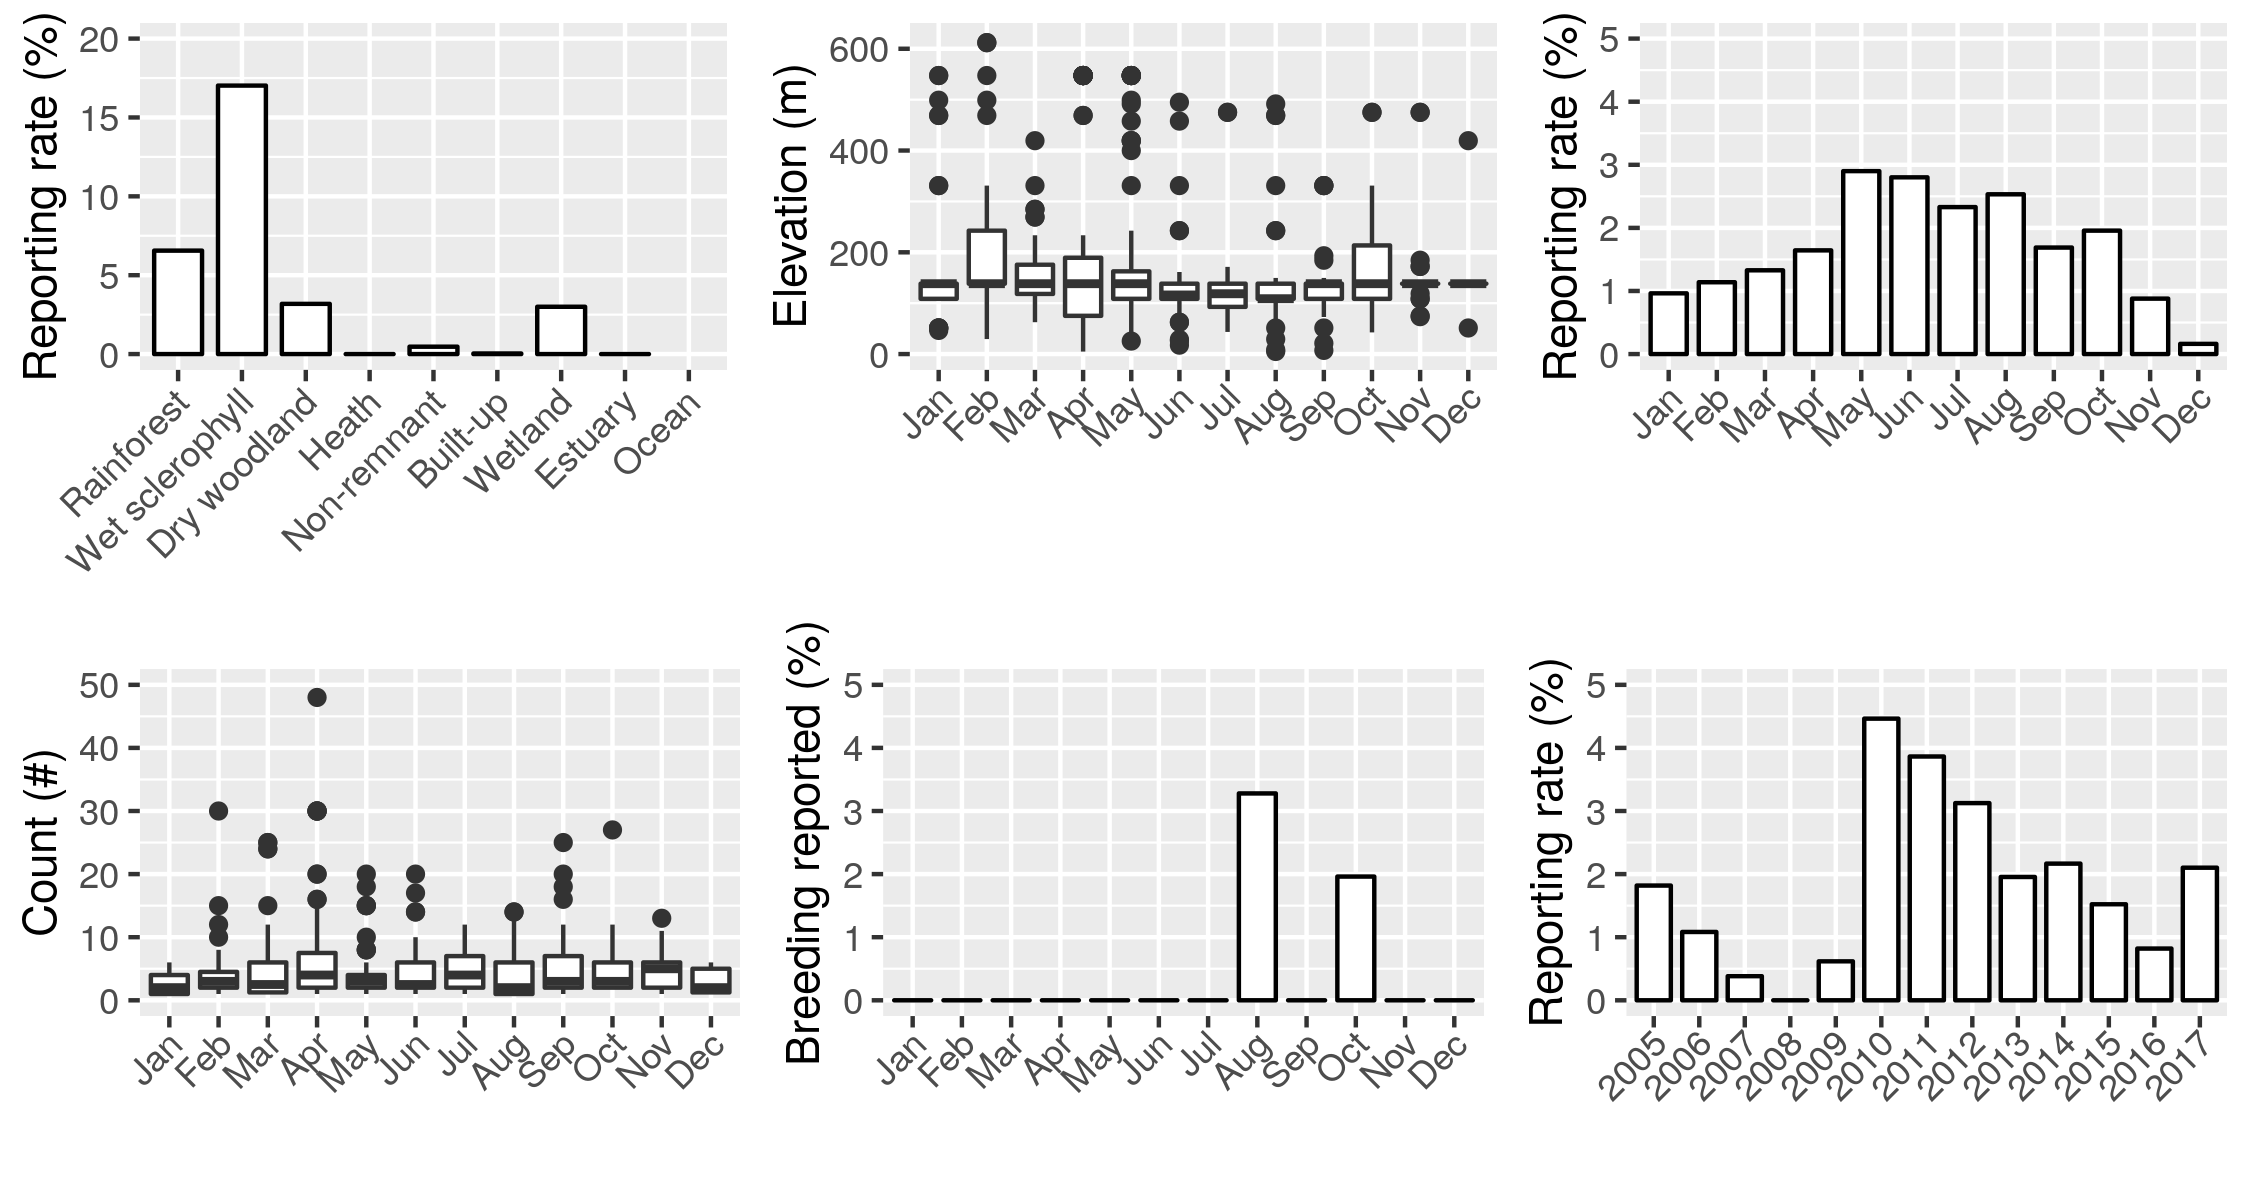 Reporting rate (%)
20
15
10
5
0
Rainforest
Wet sclerophyll
Dry woodland
Heath
Non-remnant
Built-up
Wetland
Estuary
Ocean
Elevation (m)
600
400
200
0
Jan
Feb
Mar
Apr
May
Jun
Jul
Aug
Sep
Oct
Nov
Dec
Reporting rate (%)
5
4
3
2
1
0
Jan
Feb
Mar
Apr
May
Jun
Jul
Aug
Sep
Oct
Nov
Dec
Count (#)
50
40
30
20
10
0
Jan
Feb
Mar
Apr
May
Jun
Jul
Aug
Sep
Oct
Nov
Dec
Breeding reported (%)
5
4
3
2
1
0
Jan
Feb
Mar
Apr
May
Jun
Jul
Aug
Sep
Oct
Nov
Dec
Reporting rate (%)
5
4
3
2
1
0
2005
2006
2007
2008
2009
2010
2011
2012
2013
2014
2015
2016
2017